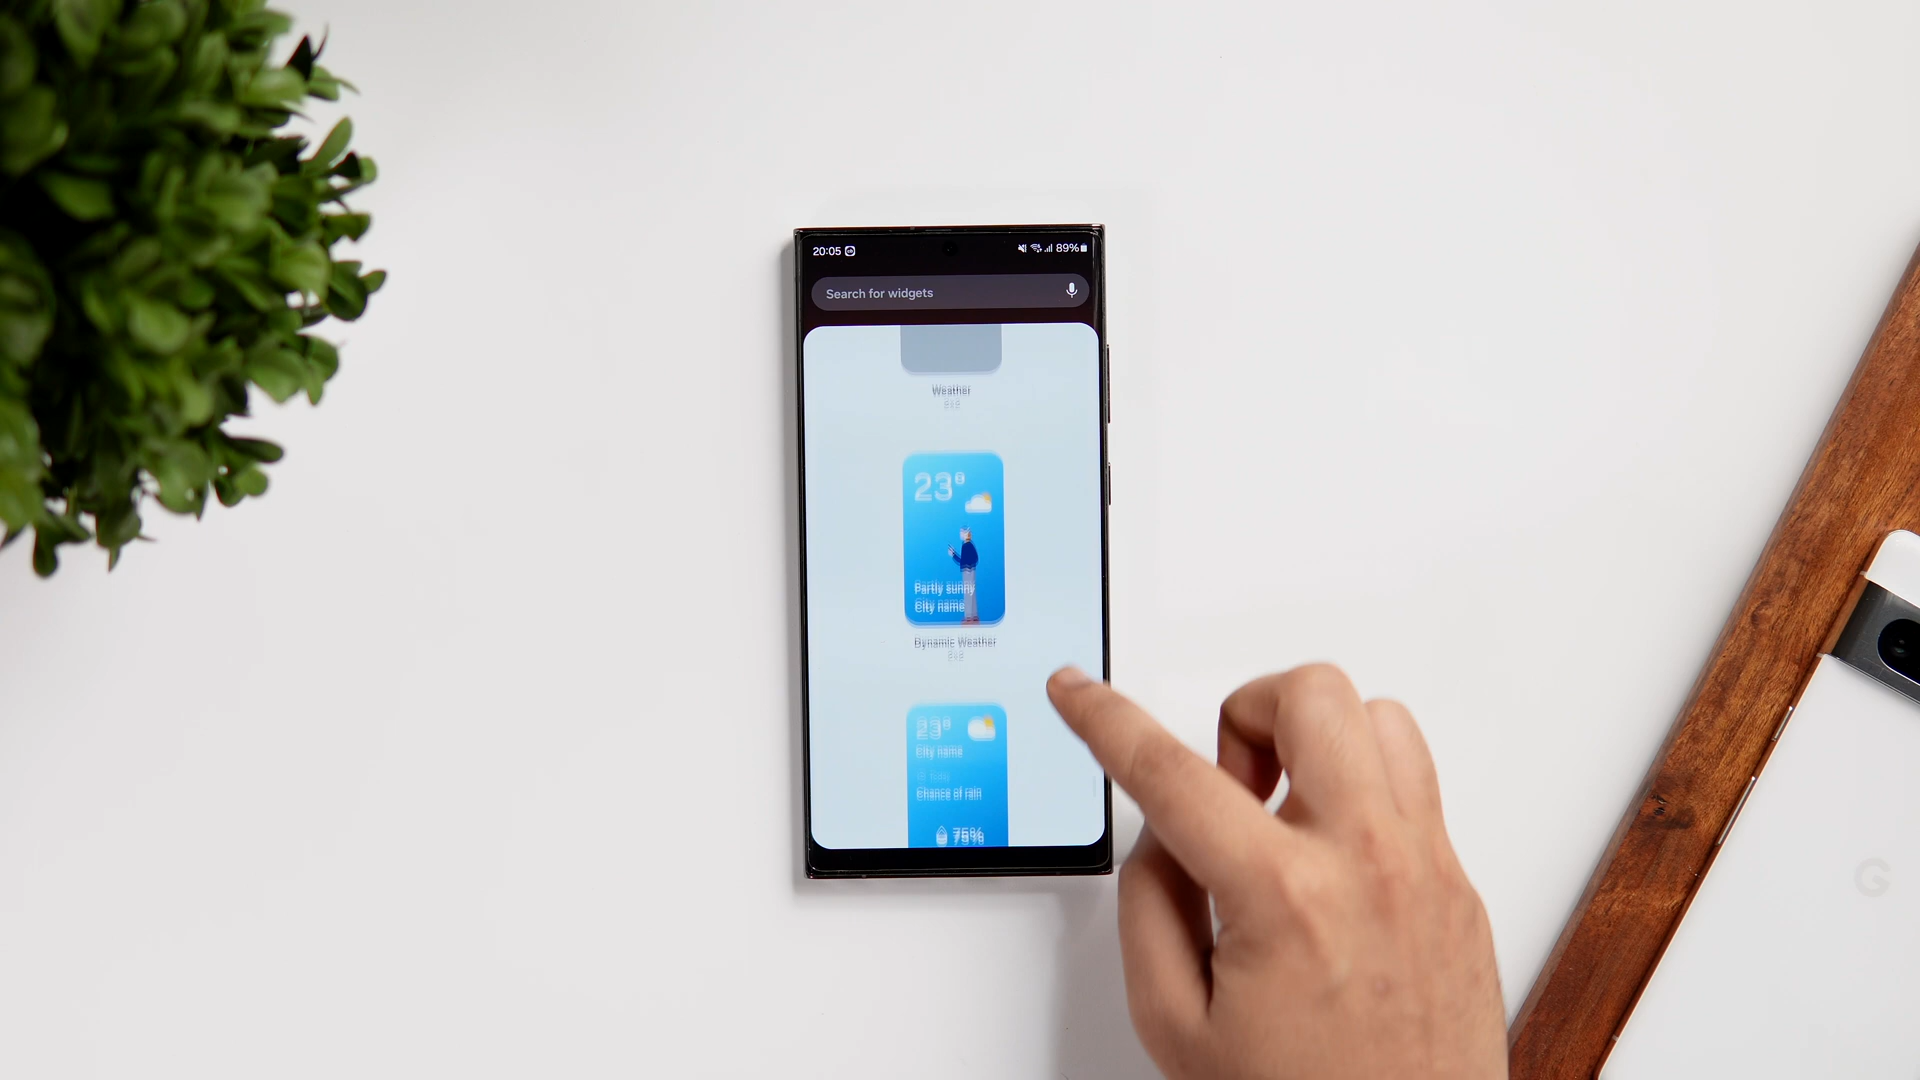 20:05
89%
Search for widgets
Weather
23°
Partly sunny
City name
Dynamic Weather
23°
City name
Chance of rain
75%
G